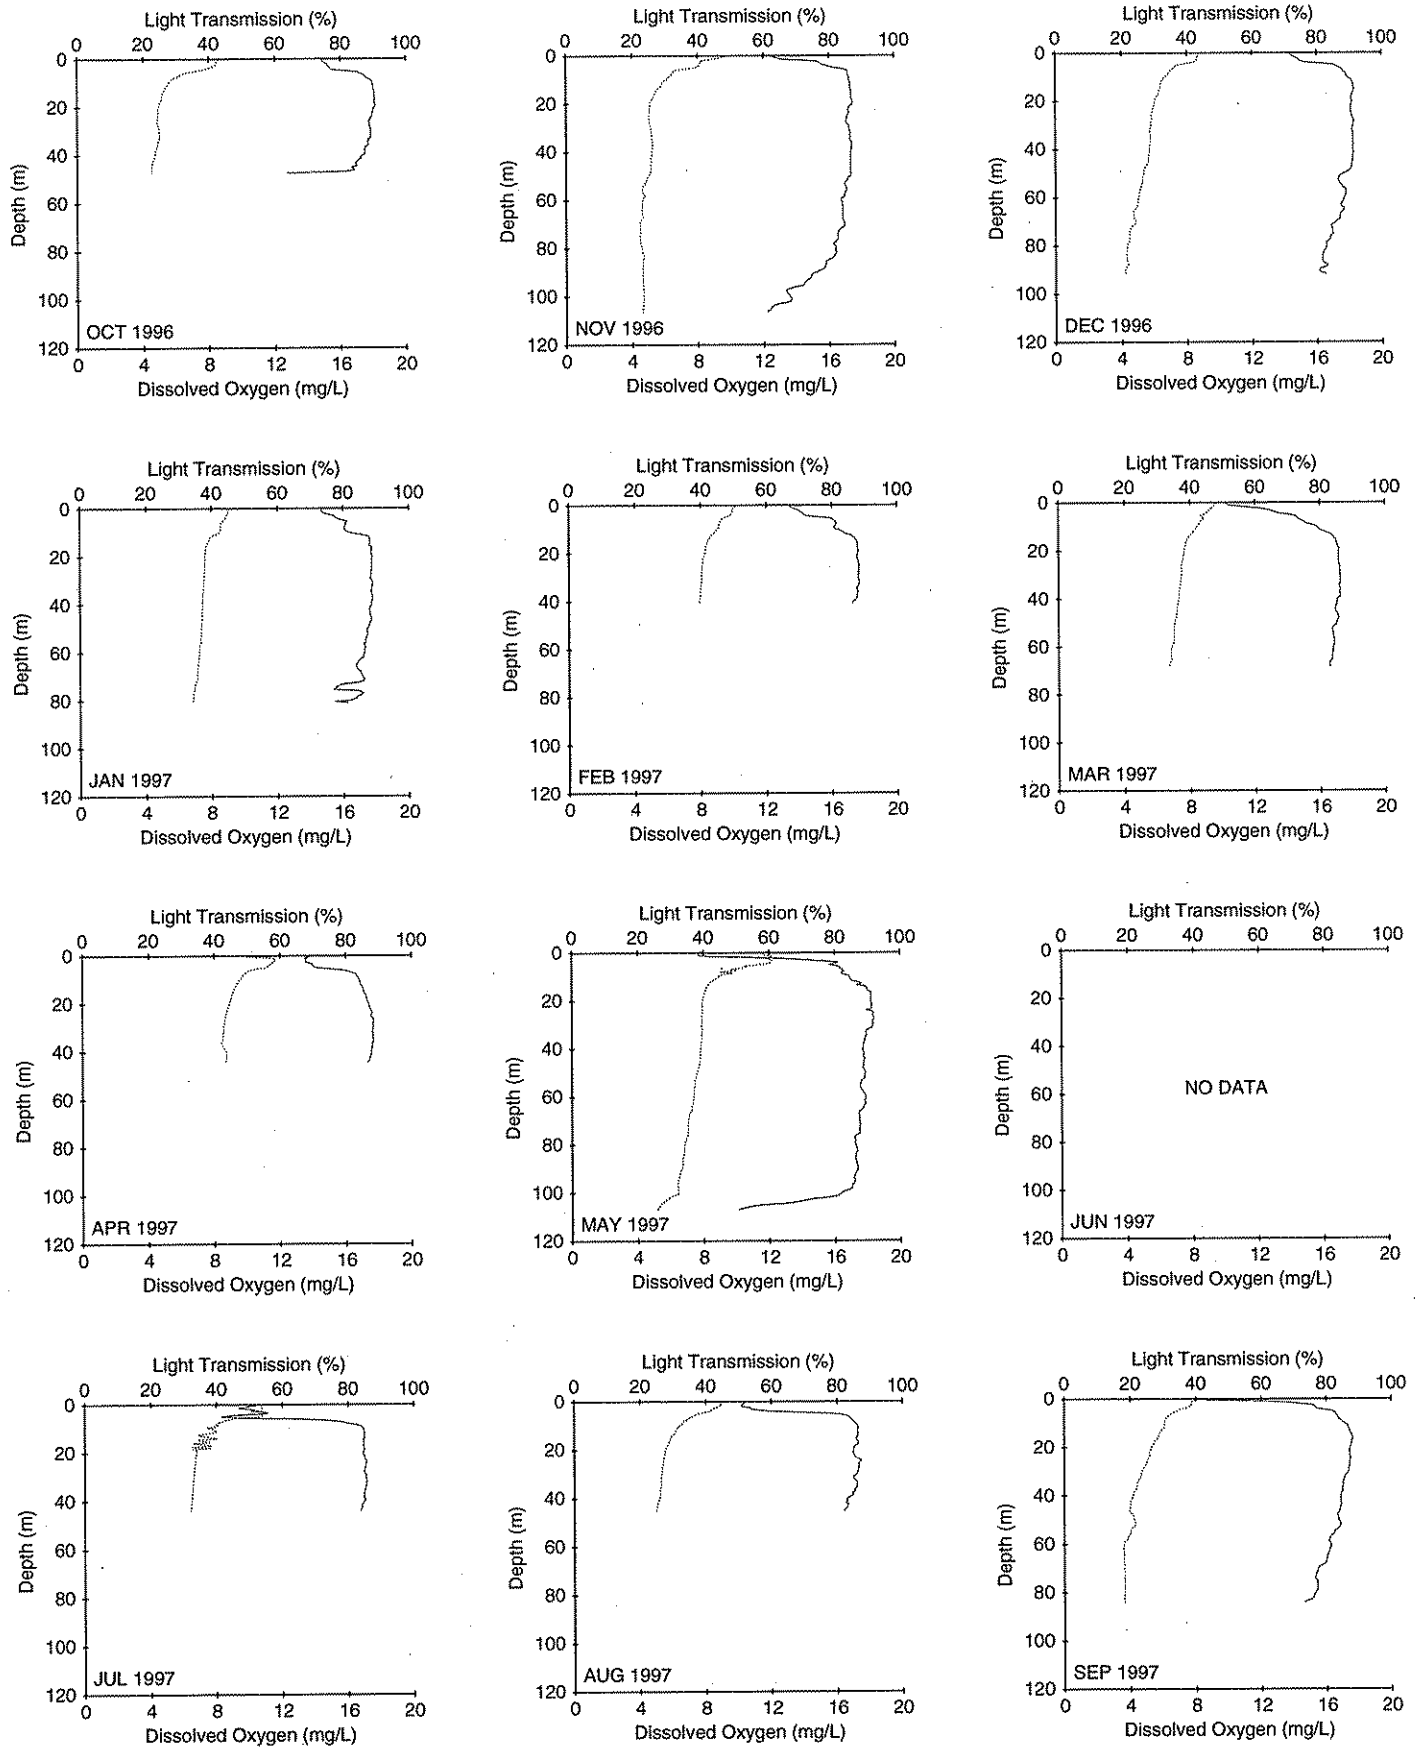 Light Transmission (%)
0 20 40 60 80 100
0
20
40
60
80
100
120
Depth (m)
OCT 1996
0 4 8 12 16 20
Dissolved Oxygen (mg/L)
Light Transmission (%)
0 20 40 60 80 100
0
20
40
60
80
100
120
Depth (m)
NOV 1996
0 4 8 12 16 20
Dissolved Oxygen (mg/L)
Light Transmission (%)
0 20 40 60 80 100
0
20
40
60
80
100
120
Depth (m)
DEC 1996
0 4 8 12 16 20
Dissolved Oxygen (mg/L)
Light Transmission (%)
0 20 40 60 80 100
0
20
40
60
80
100
120
Depth (m)
JAN 1997
0 4 8 12 16 20
Dissolved Oxygen (mg/L)
Light Transmission (%)
0 20 40 60 80 100
0
20
40
60
80
100
120
Depth (m)
FEB 1997
0 4 8 12 16 20
Dissolved Oxygen (mg/L)
Light Transmission (%)
0 20 40 60 80 100
0
20
40
60
80
100
120
Depth (m)
MAR 1997
0 4 8 12 16 20
Dissolved Oxygen (mg/L)
Light Transmission (%)
0 20 40 60 80 100
0
20
40
60
80
100
120
Depth (m)
APR 1997
0 4 8 12 16 20
Dissolved Oxygen (mg/L)
Light Transmission (%)
0 20 40 60 80 100
0
20
40
60
80
100
120
Depth (m)
MAY 1997
0 4 8 12 16 20
Dissolved Oxygen (mg/L)
Light Transmission (%)
0 20 40 60 80 100
0
20
40
60
80
100
120
Depth (m)
NO DATA
JUN 1997
0 4 8 12 16 20
Dissolved Oxygen (mg/L)
Light Transmission (%)
0 20 40 60 80 100
0
20
40
60
80
100
120
Depth (m)
JUL 1997
0 4 8 12 16 20
Dissolved Oxygen (mg/L)
Light Transmission (%)
0 20 40 60 80 100
0
20
40
60
80
100
120
Depth (m)
AUG 1997
0 4 8 12 16 20
Dissolved Oxygen (mg/L)
Light Transmission (%)
0 20 40 60 80 100
0
20
40
60
80
100
120
Depth (m)
SEP 1997
0 4 8 12 16 20
Dissolved Oxygen (mg/L)